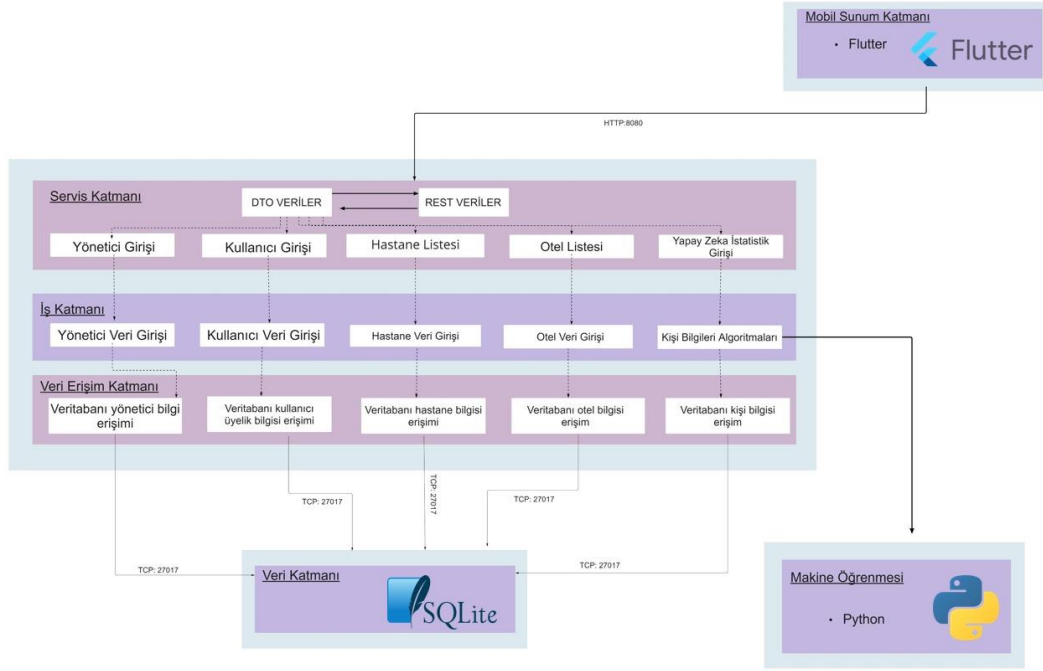 Mobil Sunum Katmanı
• Flutter
Flutter
HTTP:8080
Servis Katmanı
DTO VERİLER
REST VERİLER
Yönetici Girişi
Kullanıcı Girişi
Hastane Listesi
Otel Listesi
Yapay Zeka İstatistik
Girişi
İş Katmanı
Yönetici Veri Girişi
Kullanıcı Veri Girişi
Hastane Veri Girişi
Otel Veri Girişi
Kişi Bilgileri Algoritmaları
Veri Erişim Katmanı
Veritabanı yönetici bilgi
erişimi
Veritabanı kullanıcı
üyelik bilgisi erişimi
Veritabanı hastane bilgisi
erişimi
Veritabanı otel bilgisi
erişim
Veritabanı kişi bilgisi
erişim
TCP: 27017
TCP: 27017
TCP: 27017
TCP: 27017
TCP: 27017
Veri Katmanı
SQLite
Makine Öğrenmesi
• Python